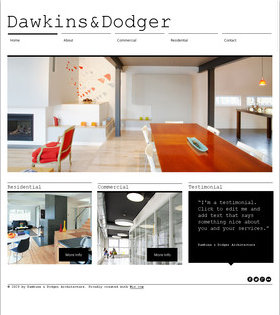 Dawkins&Dodger
Home About Commercial Residential Contact
Residential Commercial Testimonial
More Info More Info
"I'm a testimonial.
Click to edit me and
add text that says
something nice about
you and your services."
Dawkins & Dodger Architecture
© 2023 by Dawkins & Dodger Architecture. Proudly created with Wix.com